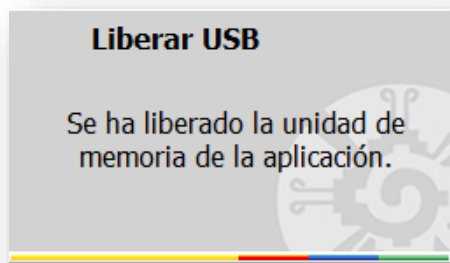 Liberar USB
Se ha liberado la unidad de
memoria de la aplicación.